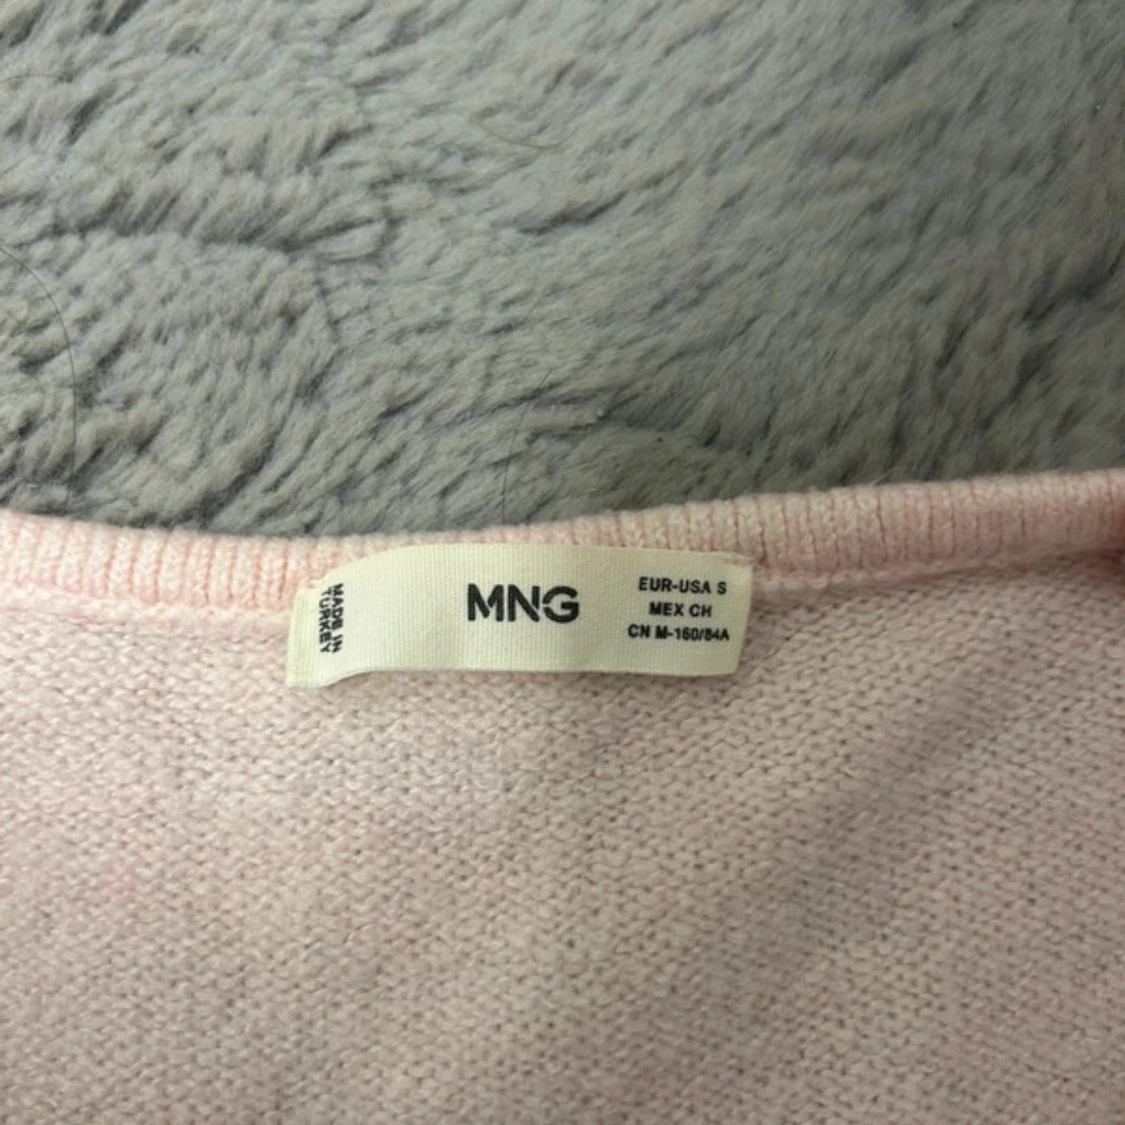 MADE IN
TURKEY
MNG
EUR-USA S
MEX CH
CN M-160/84A